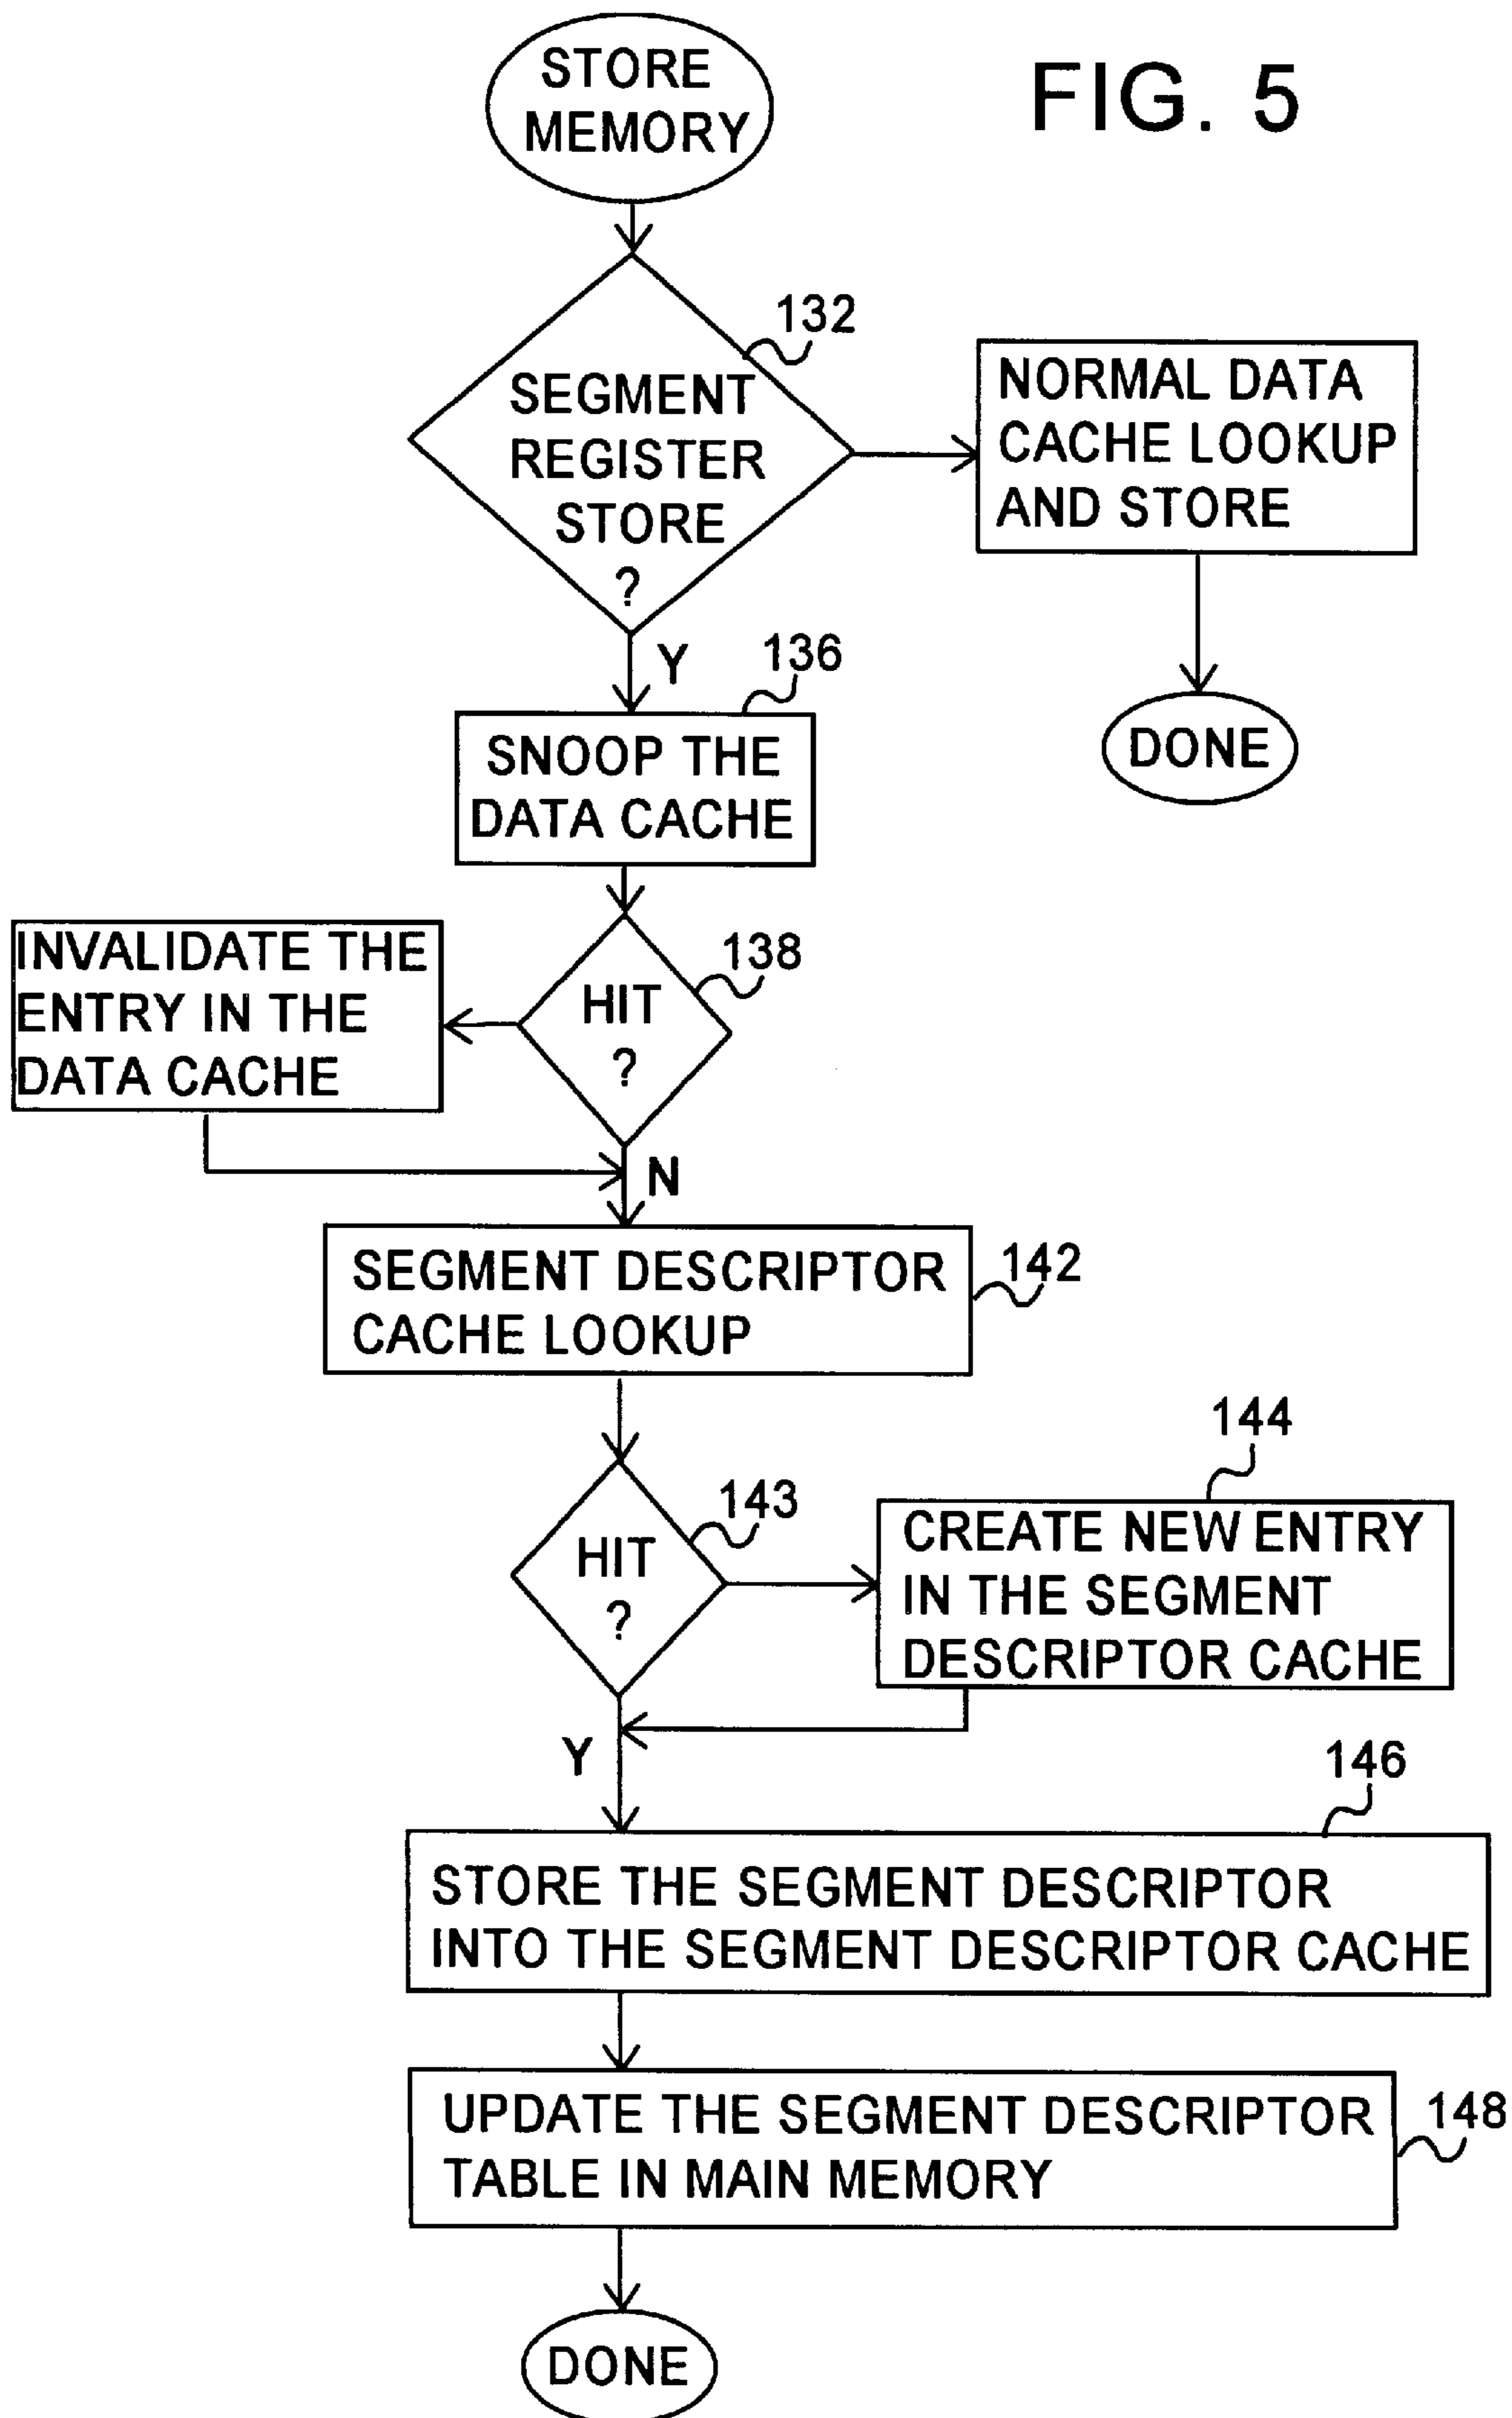 STORE
MEMORY
FIG. 5
132
SEGMENT
REGISTER
STORE
?
NORMAL DATA
CACHE LOOKUP
AND STORE
Y
136
SNOOP THE
DATA CACHE
DONE
INVALIDATE THE
ENTRY IN THE
DATA CACHE
138
HIT
?
N
SEGMENT DESCRIPTOR
CACHE LOOKUP
142
143
HIT
?
144
CREATE NEW ENTRY
IN THE SEGMENT
DESCRIPTOR CACHE
Y
146
STORE THE SEGMENT DESCRIPTOR
INTO THE SEGMENT DESCRIPTOR CACHE
UPDATE THE SEGMENT DESCRIPTOR
TABLE IN MAIN MEMORY
148
DONE